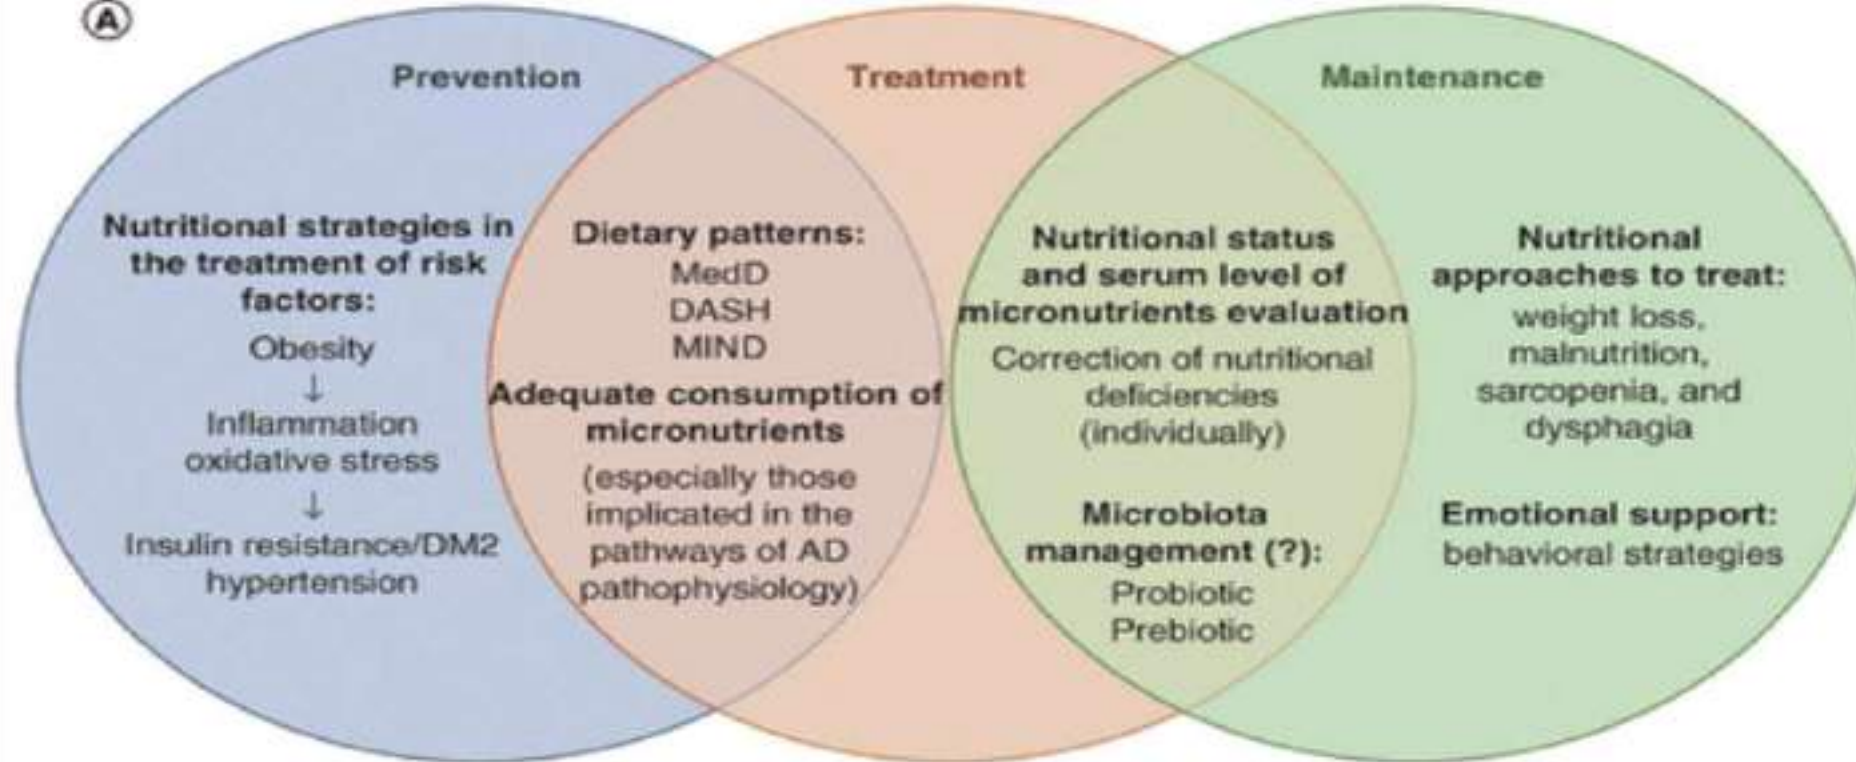 A
Prevention
Nutritional strategies in
the treatment of risk
factors:
Obesity
↓
Inflammation
oxidative stress
↓
Insulin resistance/DM2
hypertension
Dietary patterns:
MedD
DASH
MIND
Adequate consumption of
micronutrients
(especially those
implicated in the
pathways of AD
pathophysiology)
Treatment
Nutritional status
and serum level of
micronutrients evaluation
Correction of nutritional
deficiencies
(individually)
Microbiota
management (?):
Probiotic
Prebiotic
Maintenance
Nutritional
approaches to treat:
weight loss,
malnutrition,
sarcopenia, and
dysphagia
Emotional support:
behavioral strategies